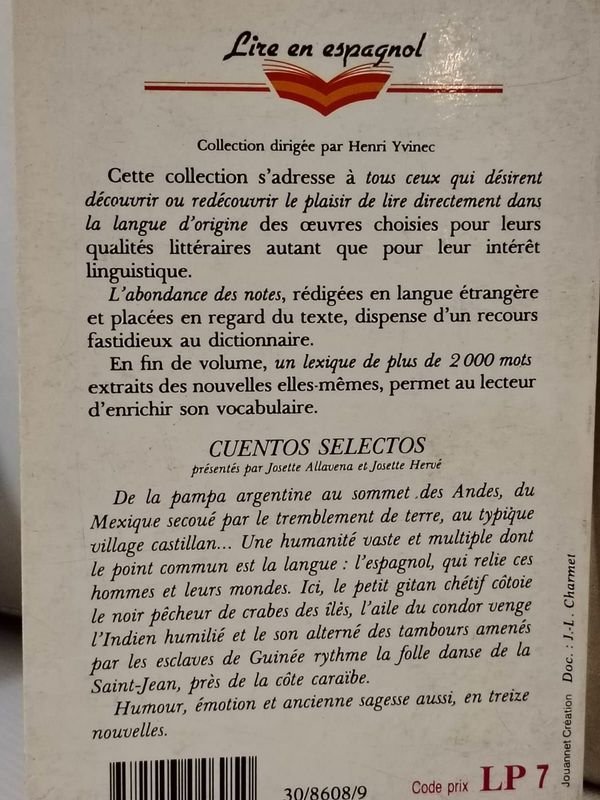 Lire en espagnol
Collection dirigée par Henri Yvinec
Cette collection s'adresse à tous ceux qui désirent
découvrir ou redécouvrir le plaisir de lire directement dans
la langue d'origine des œuvres choisies pour leurs
qualités littéraires autant que pour leur intérêt
linguistique.
L'abondance des notes, rédigées en langue étrangère
et placées en regard du texte, dispense d'un recours
fastidieux au dictionnaire.
En fin de volume, un lexique de plus de 2 000 mots
extraits des nouvelles elles-mêmes, permet au lecteur
d'enrichir son vocabulaire.
CUENTOS SELECTOS
présentés par Josette Allavena et Josette Hervé
De la pampa argentine au sommet des Andes, du
Mexique secoué par le tremblement de terre, au typique
village castillan... Une humanité vaste et multiple dont
le point commun est la langue : l'espagnol, qui relie ces
hommes et leurs mondes. Ici, le petit gitan chétif côtoie
le noir pêcheur de crabes des îles, l'aile du condor venge
l'Indien humilié et le son alterné des tambours amenés
par les esclaves de Guinée rythme la folle danse de la
Saint-Jean, près de la côte caraïbe.
Humour, émotion et ancienne sagesse aussi, en treize
nouvelles.
30/8608/9
Code prix LP 7
Jouannet Création Doc. : J.-L. Charmet